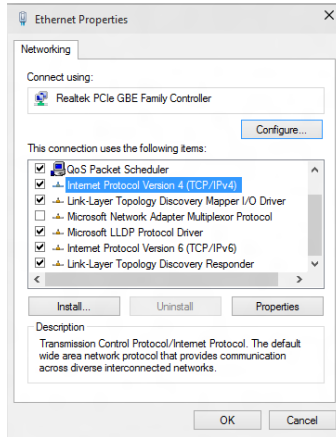 Ethernet Properties
Networking
Connect using:
Realtek PCIe GBE Family Controller
Configure...
This connection uses the following items:
QoS Packet Scheduler
Internet Protocol Version 4 (TCP/IPv4)
Link-Layer Topology Discovery Mapper I/O Driver
Microsoft Network Adapter Multiplexor Protocol
Microsoft LLDP Protocol Driver
Internet Protocol Version 6 (TCP/IPv6)
Link-Layer Topology Discovery Responder
Install... Uninstall Properties
Description
Transmission Control Protocol/Internet Protocol. The default
wide area network protocol that provides communication
across diverse interconnected networks.
OK Cancel